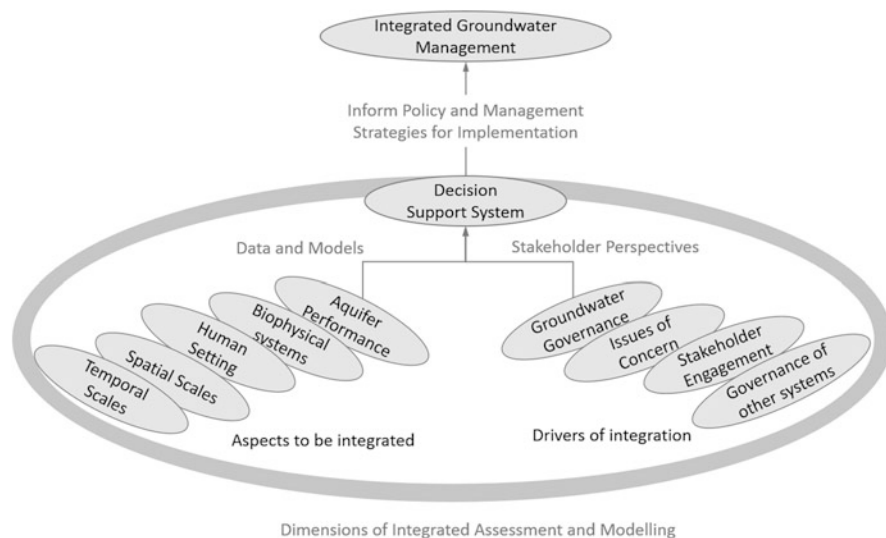 Integrated Groundwater
Management
Inform Policy and Management
Strategies for Implementation
Decision
Support System
Data and Models
Stakeholder Perspectives
Aquifer
Performance
Biophysical
systems
Human
Setting
Spatial Scales
Temporal
Scales
Groundwater
Governance
Issues of
Concern
Stakeholder
Engagement
Governance of
other systems
Aspects to be integrated
Drivers of integration
Dimensions of Integrated Assessment and Modelling